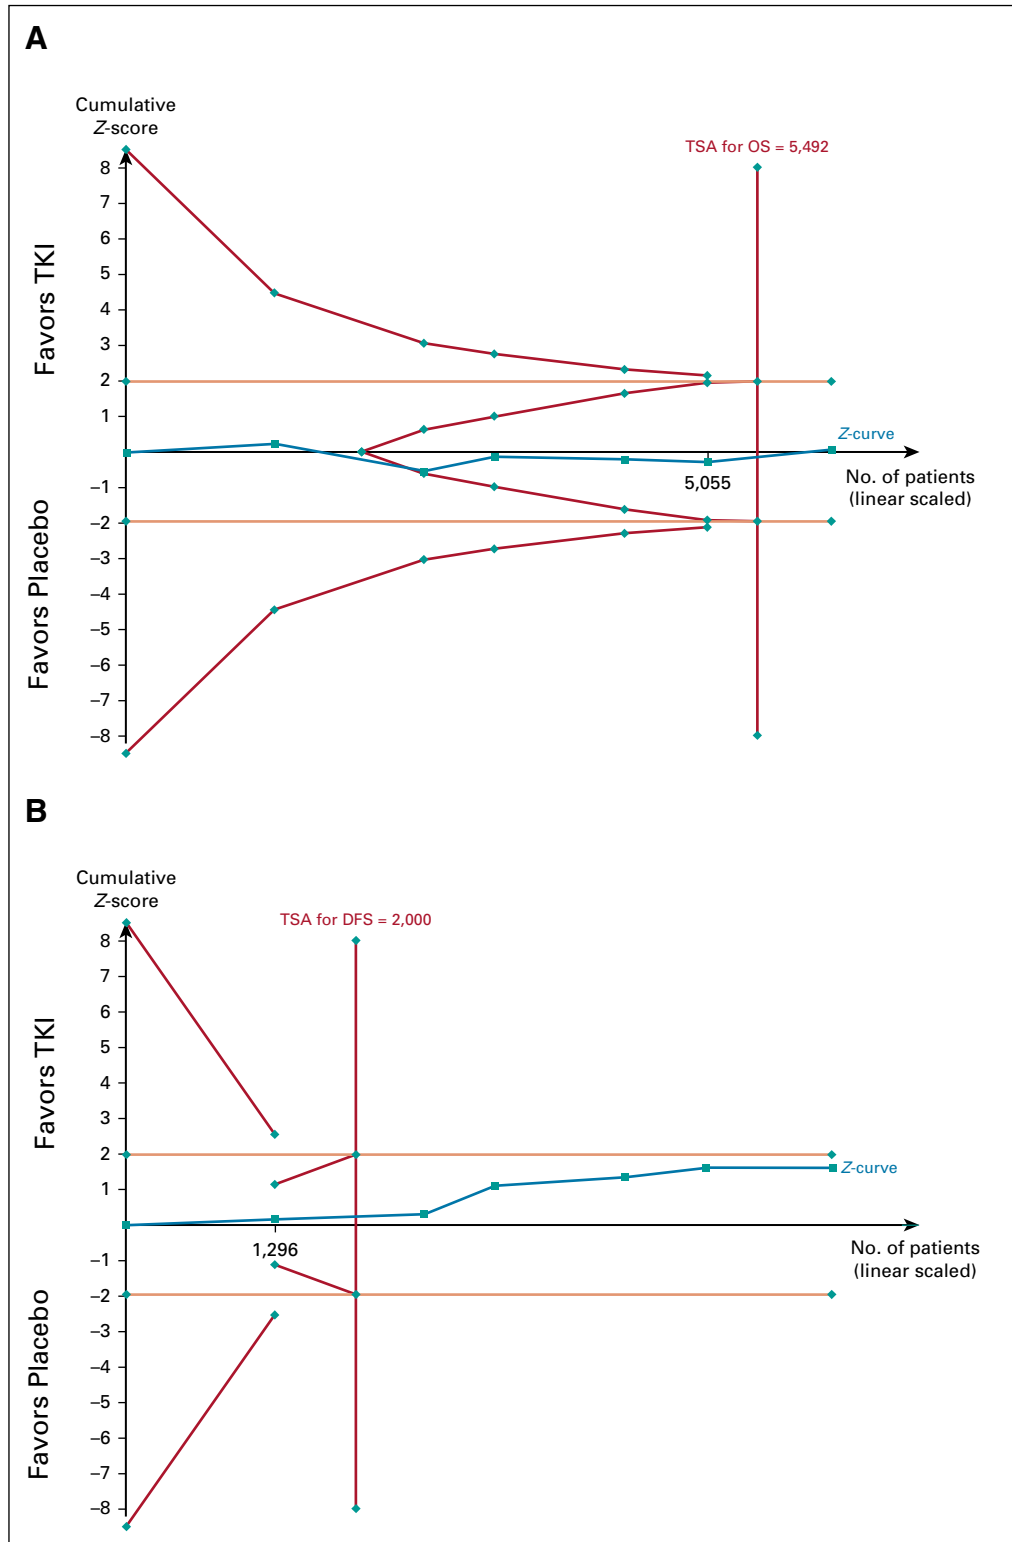 A
Cumulative
Z-score
TSA for OS = 5,492
8
7
6
5
4
3
2
1
–1
–2
–3
–4
–5
–6
–7
–8
Favors TKI
Favors Placebo
Z-curve
5,055
No. of patients
(linear scaled)
B
Cumulative
Z-score
TSA for DFS = 2,000
8
7
6
5
4
3
2
1
–1
–2
–3
–4
–5
–6
–7
–8
Favors TKI
Favors Placebo
Z-curve
1,296
No. of patients
(linear scaled)